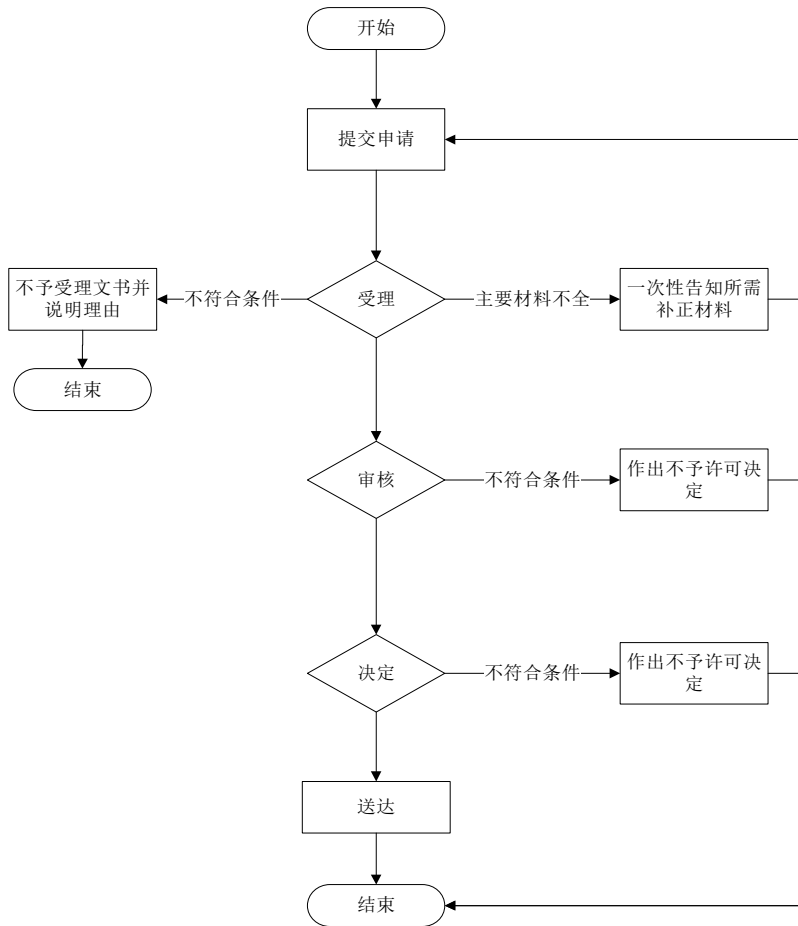 开始
提交申请
不予受理文书并
说明理由
不符合条件
受理
主要材料不全
一次性告知所需
补正材料
结束
审核
不符合条件
作出不予许可决
定
决定
不符合条件
作出不予许可决
定
送达
结束